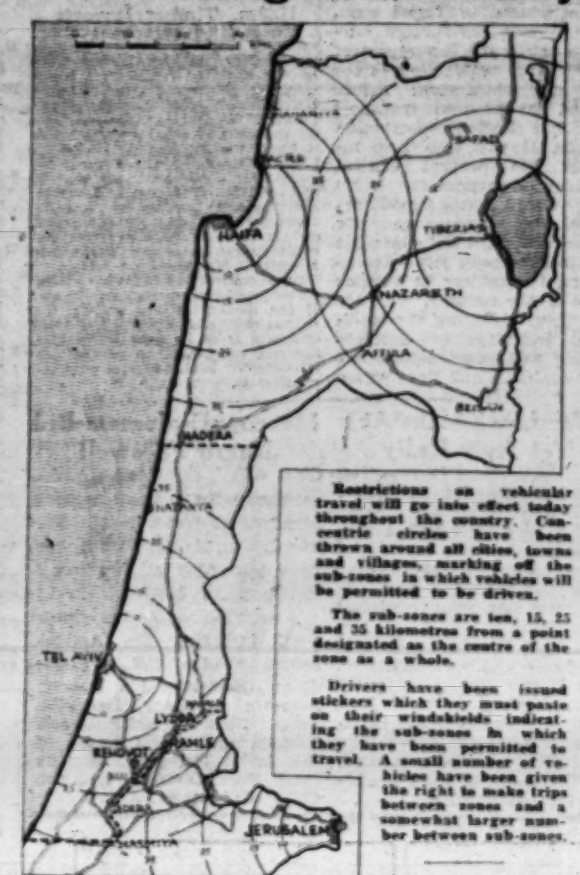 NAHARIYA
ACRE
SAFAD
HAIFA
TIBERIAS
NAZARETH
AFFULA
BEISAN
HADERA
NATANYA
TEL AVIV
LYDDA
RAMLE
REHOVOT
JERUSALEM
Restrictions on vehicular
travel will go into effect today
throughout the country. Con-
centric circles have been
thrown around all cities, towns
and villages, marking off the
sub-zones in which vehicles will
be permitted to be driven.
The sub-zones are ten, 15, 25
and 35 kilometres from a point
designated as the centre of the
zone as a whole.
Drivers have been issued
stickers which they must paste
on their windshields indicat-
ing the sub-zones in which
they have been permitted to
travel. A small number of ve-
hicles have been given
the right to make trips
between zones and a
somewhat larger num-
ber between sub-zones.